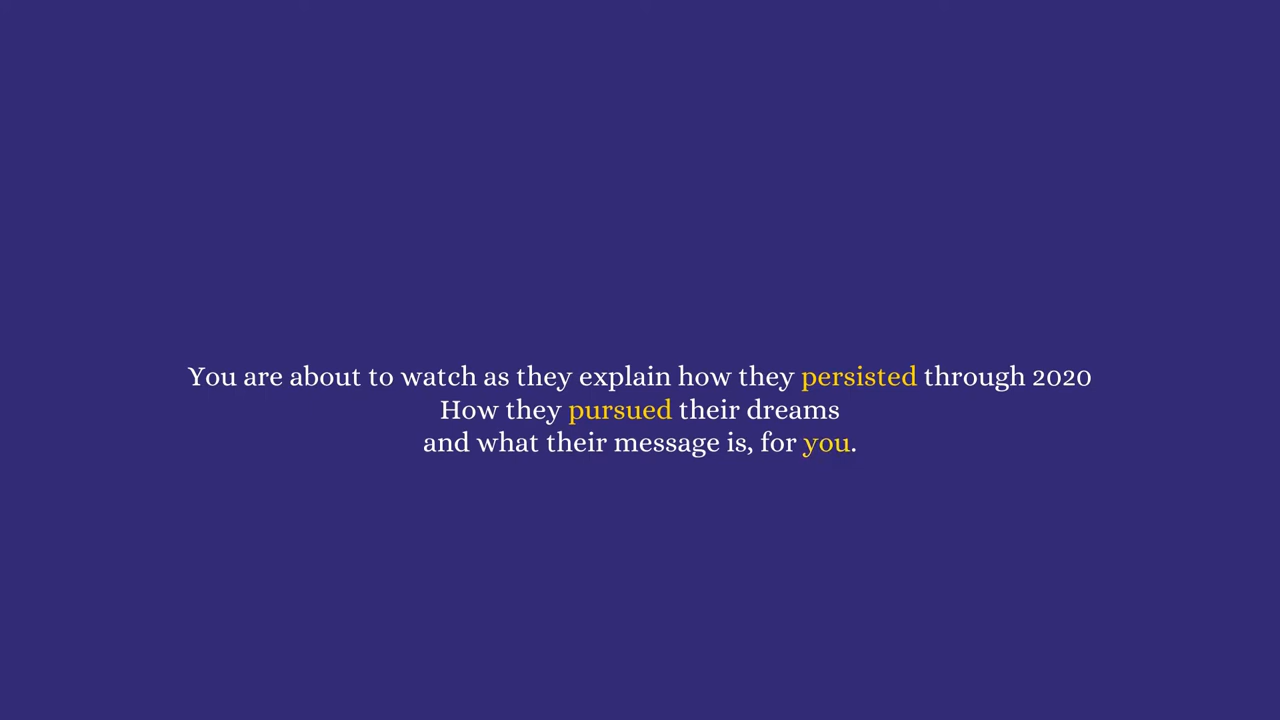 You are about to watch as they explain how they persisted through 2020
How they pursued their dreams
and what their message is, for you.